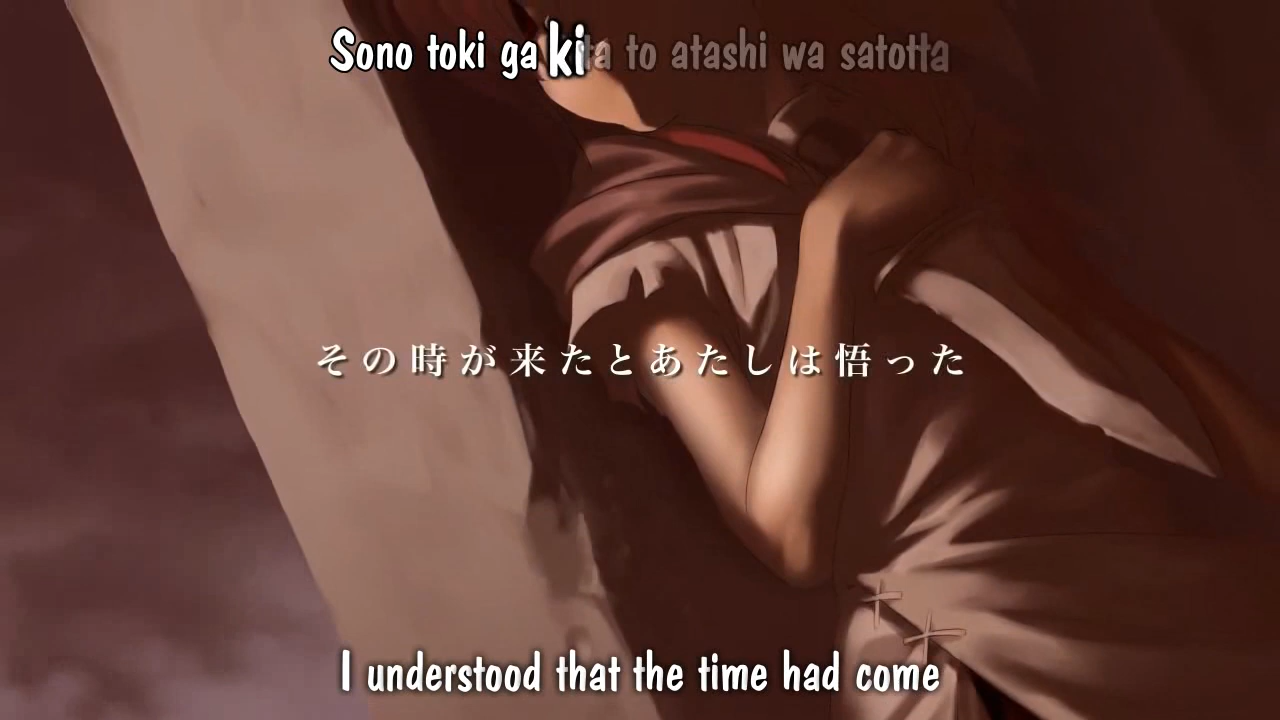 Sono toki ga kita to atashi wa satotta
その時が来たとあたしは悟った
I understood that the time had come